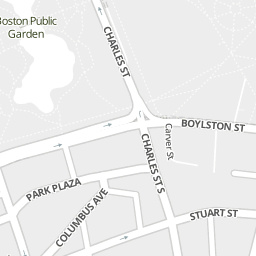 Boston Public
Garden
CHARLES ST
BOYLSTON ST
Carver St
CHARLES ST S
PARK PLAZA
COLUMBUS AVE
STUART ST